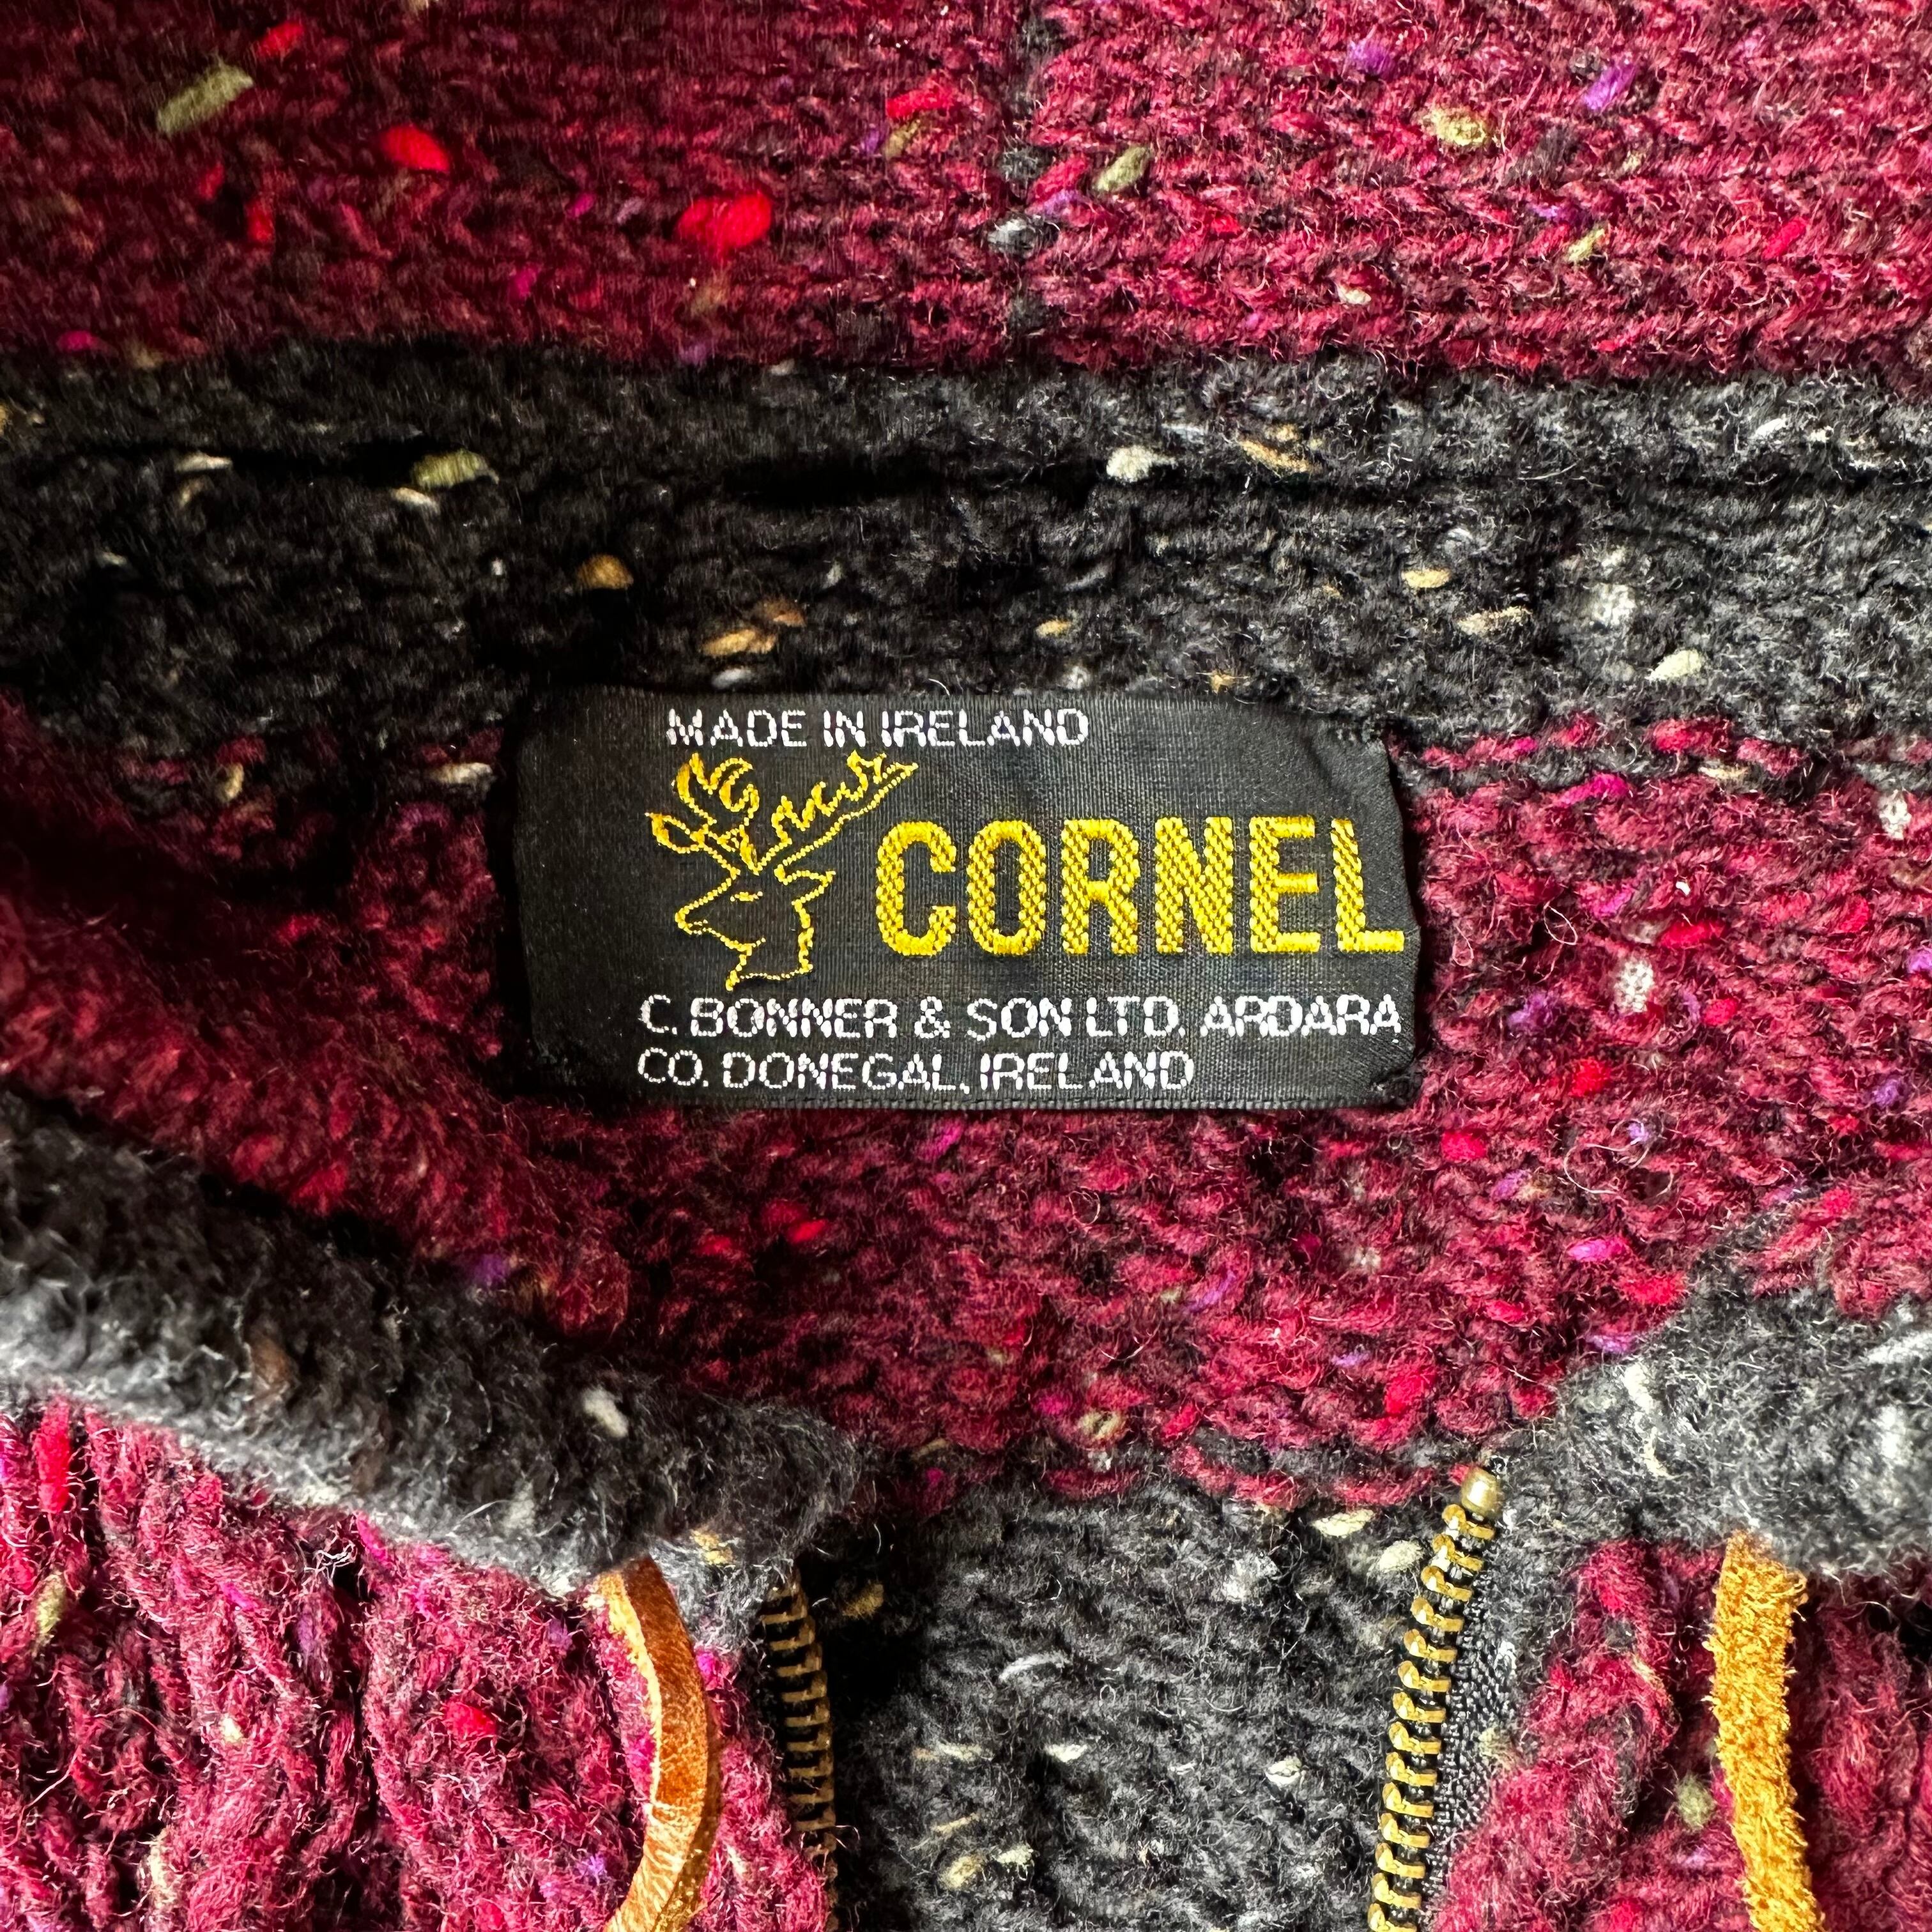 MADE IN IRELAND
CORNEL
C. BONNER & SON LTD. ARDARA
CO. DONEGAL, IRELAND